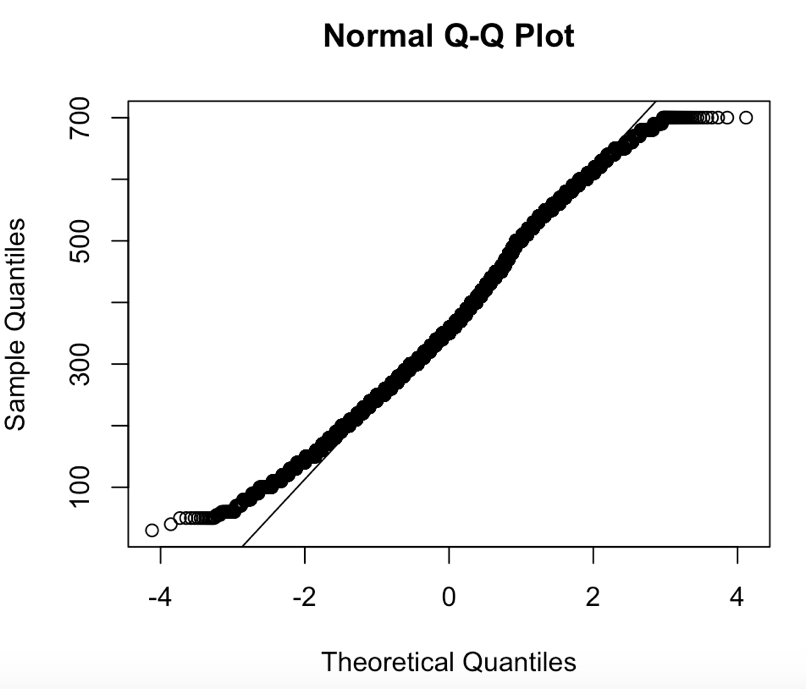 Normal Q-Q Plot
700
500
300
100
Sample Quantiles
-4 -2 0 2 4
Theoretical Quantiles